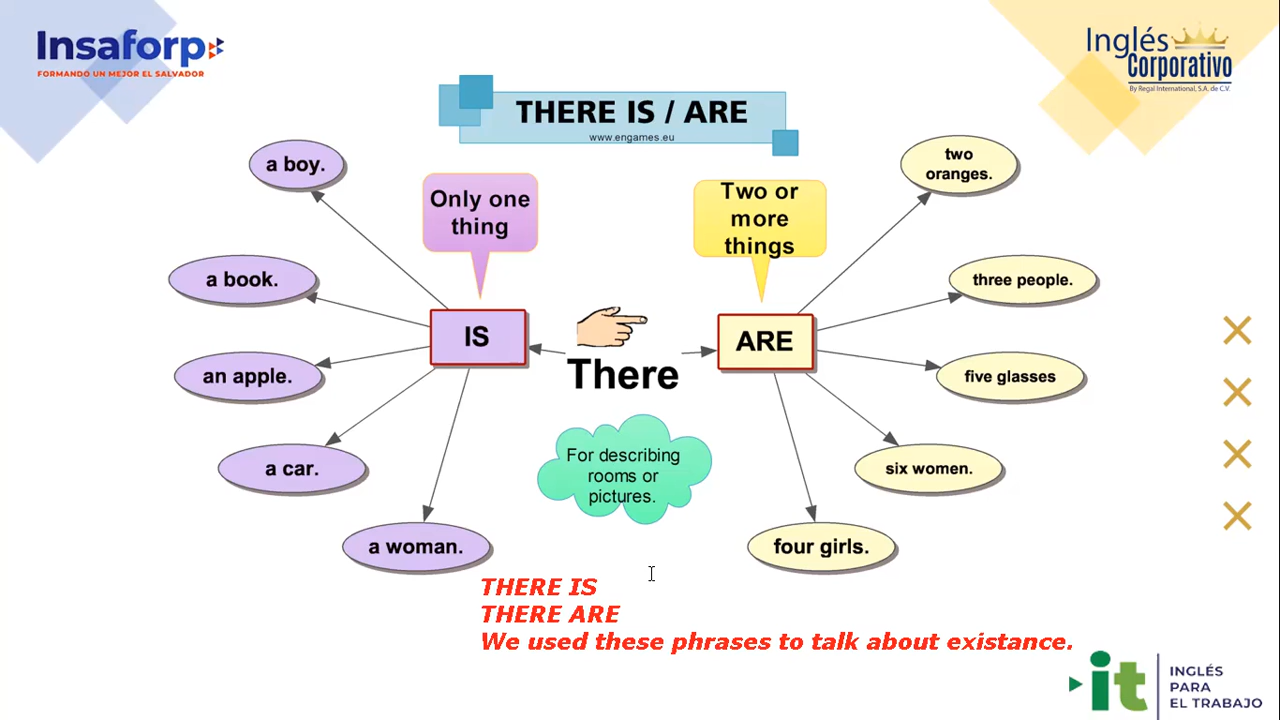 Insaforp
FORMANDO UN MEJOR EL SALVADOR
Inglés
Corporativo
By Regal International, S.A. de C.V.
THERE IS / ARE
www.engames.eu
a boy.
Only one
thing
Two or
more
things
two
oranges.
a book.
three people.
IS
There
ARE
an apple.
five glasses
a car.
For describing
rooms or
pictures.
six women.
a woman.
four girls.
THERE IS
THERE ARE
We used these phrases to talk about existance.
it
INGLÉS
PARA
EL TRABAJO